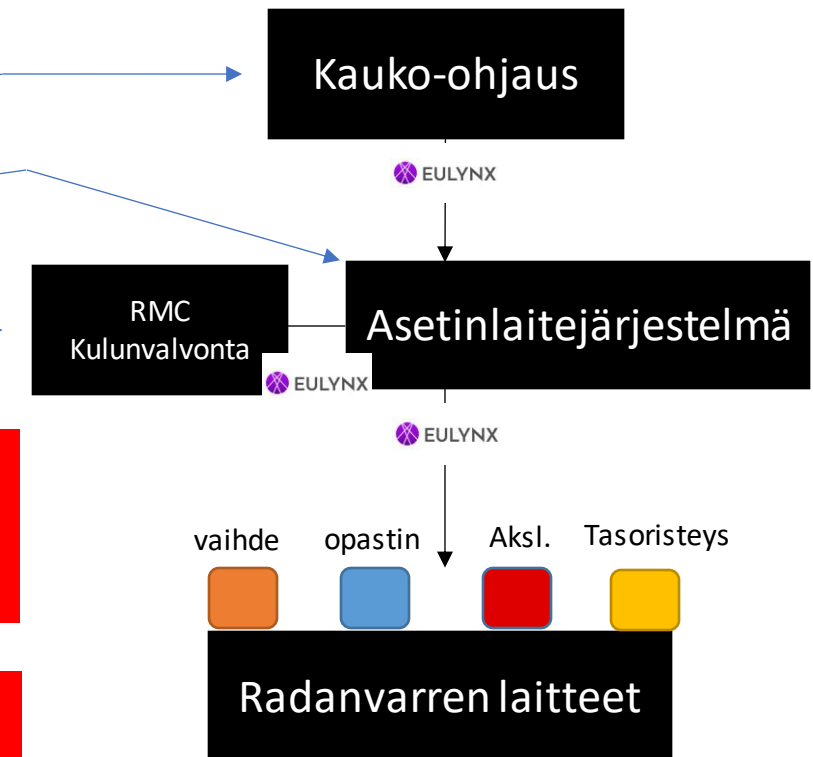 Kauko-ohjaus
EULYNX
RMC
Kulunvalvonta
Asetinlaitejärjestelmä
EULYNX
EULYNX
vaihde
opastin
Aksl.
Tasoristeys
Radanvarren laitteet